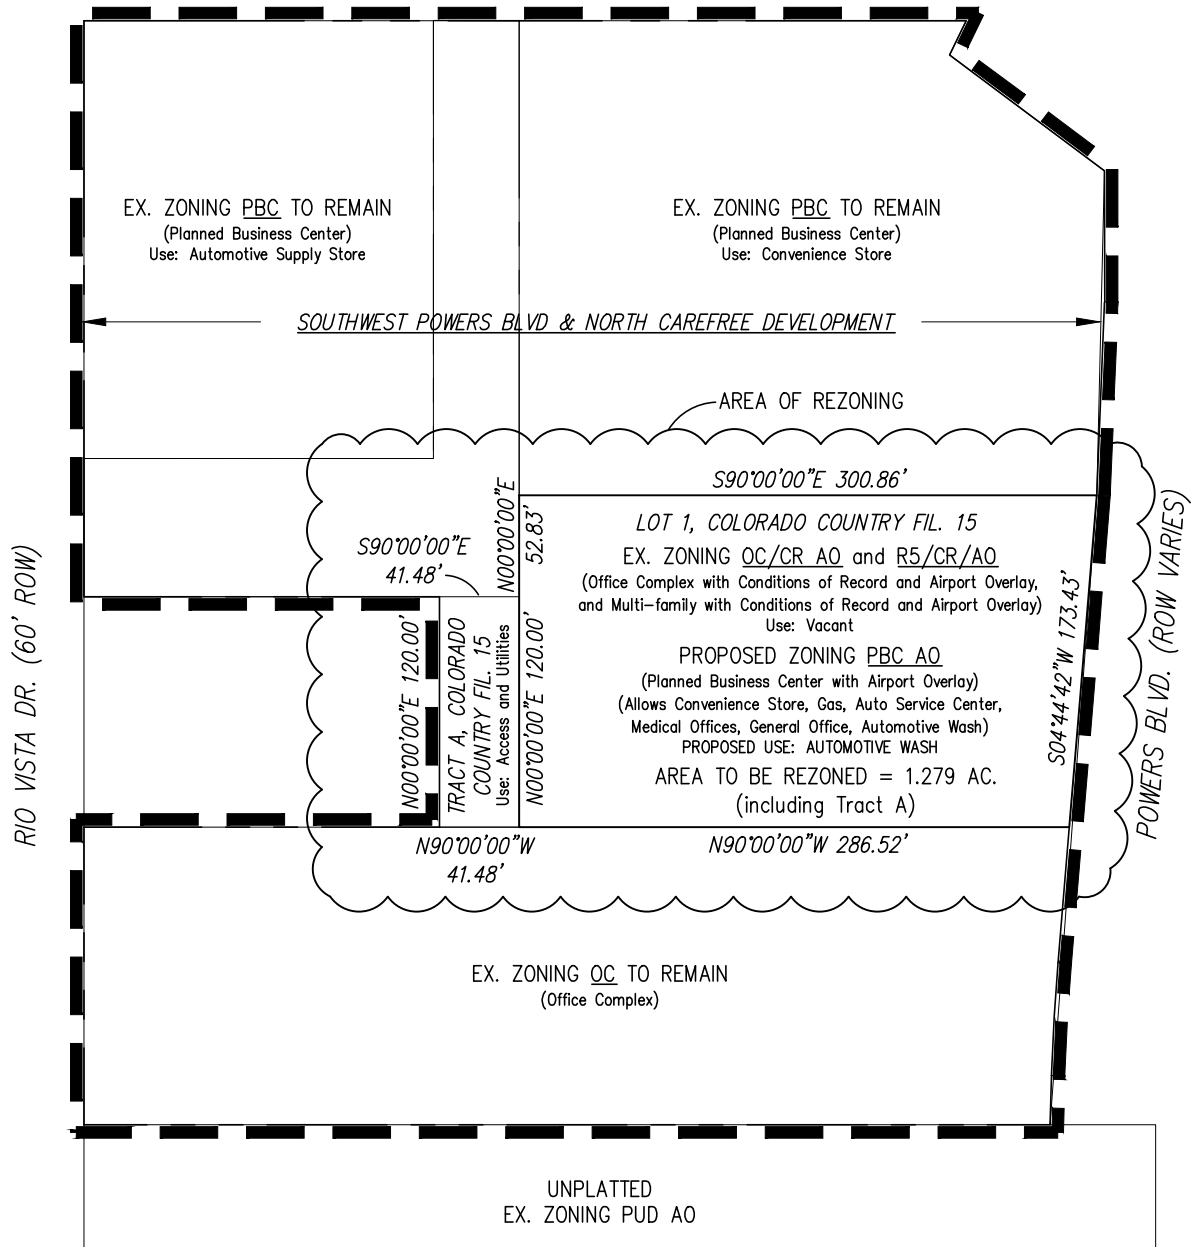 EX. ZONING PBC TO REMAIN
(Planned Business Center)
Use: Automotive Supply Store
EX. ZONING PBC TO REMAIN
(Planned Business Center)
Use: Convenience Store
SOUTHWEST POWERS BLVD & NORTH CAREFREE DEVELOPMENT
AREA OF REZONING
S90°00'00"E 300.86'
N00°00'00"E
52.83'
S90°00'00"E
41.48'
LOT 1, COLORADO COUNTRY FIL. 15
EX. ZONING OC/CR AO and R5/CR/AO
(Office Complex with Conditions of Record and Airport Overlay,
and Multi-family with Conditions of Record and Airport Overlay)
Use: Vacant
PROPOSED ZONING PBC AO
(Planned Business Center with Airport Overlay)
(Allows Convenience Store, Gas, Auto Service Center,
Medical Offices, General Office, Automotive Wash)
PROPOSED USE: AUTOMOTIVE WASH
AREA TO BE REZONED = 1.279 AC.
(including Tract A)
N00°00'00"E 120.00'
TRACT A, COLORADO
COUNTRY FIL. 15
Use: Access and Utilities
N00°00'00"E 120.00'
S04°44'42"W 173.43'
POWERS BLVD. (ROW VARIES)
RIO VISTA DR. (60' ROW)
N90°00'00"W
41.48'
N90°00'00"W 286.52'
EX. ZONING OC TO REMAIN
(Office Complex)
UNPLATTED
EX. ZONING PUD AO